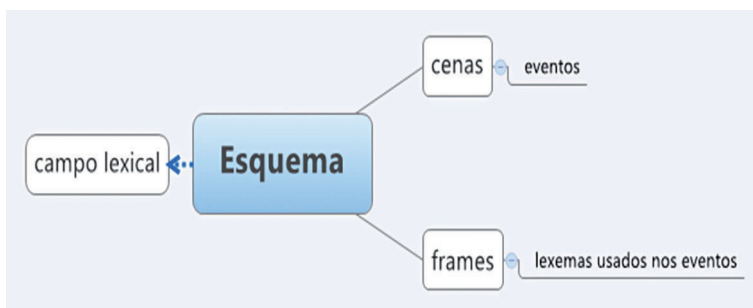 cenas
eventos
campo lexical
Esquema
frames
lexemas usados nos eventos